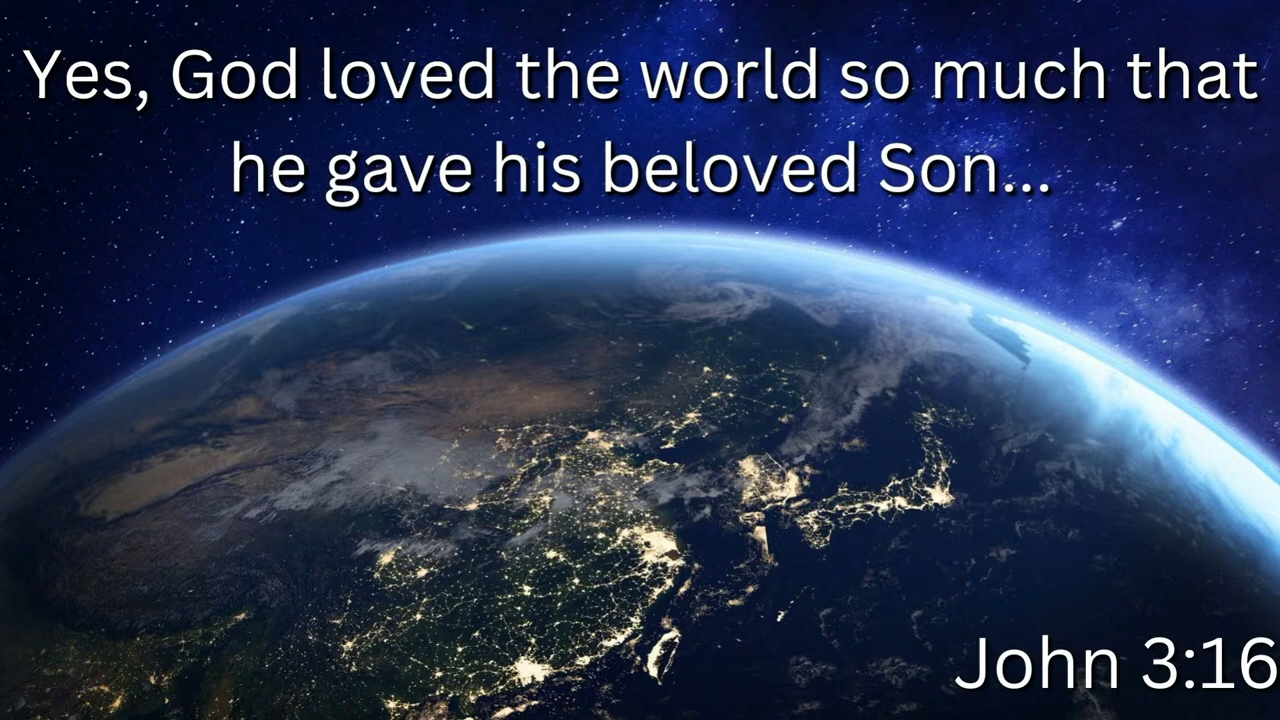 Yes, God loved the world so much that
he gave his beloved Son...
John 3:16